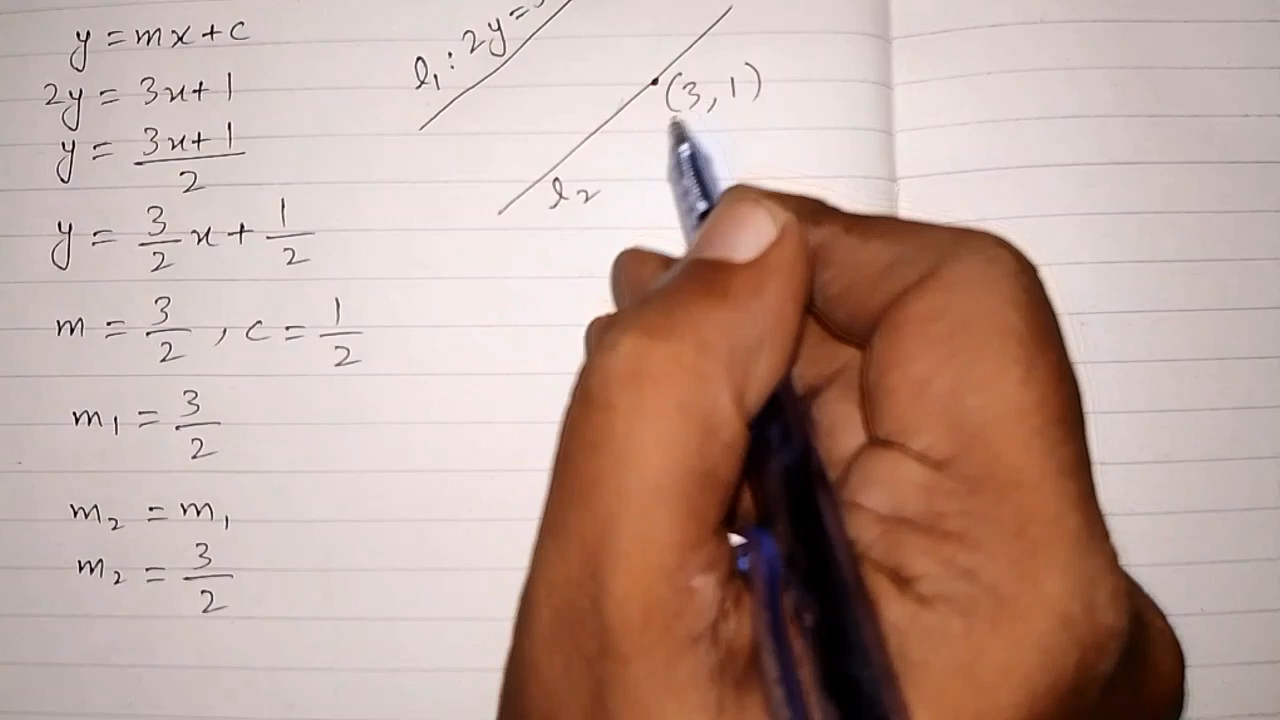 y = mx + c
2y = 3x + 1
y = 3x + 1 / 2
y = 3/2 x + 1/2
m = 3/2 , c = 1/2
m₁ = 3/2
m₂ = m₁
m₂ = 3/2
l₁ : 2y =
(3, 1)
l₂